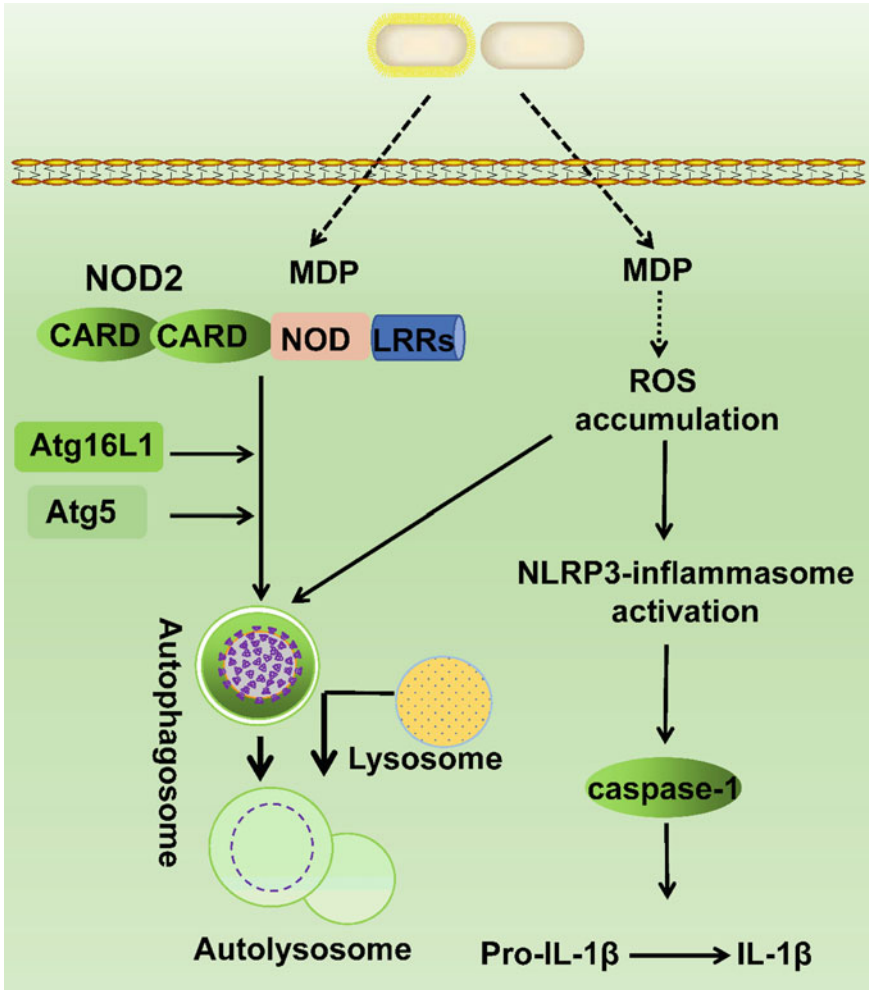 MDP
MDP
NOD2
CARD
CARD
NOD
LRRs
ROS
accumulation
Atg16L1
Atg5
NLRP3-inflammasome
activation
Autophagosome
Lysosome
caspase-1
Autolysosome
Pro-IL-1β
IL-1β